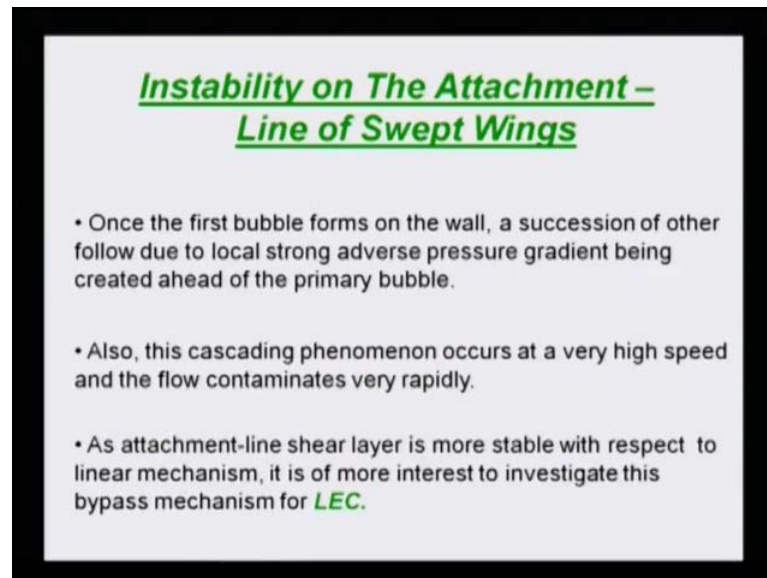 Instability on The Attachment –
Line of Swept Wings
• Once the first bubble forms on the wall, a succession of other
follow due to local strong adverse pressure gradient being
created ahead of the primary bubble.
• Also, this cascading phenomenon occurs at a very high speed
and the flow contaminates very rapidly.
• As attachment-line shear layer is more stable with respect to
linear mechanism, it is of more interest to investigate this
bypass mechanism for LEC.